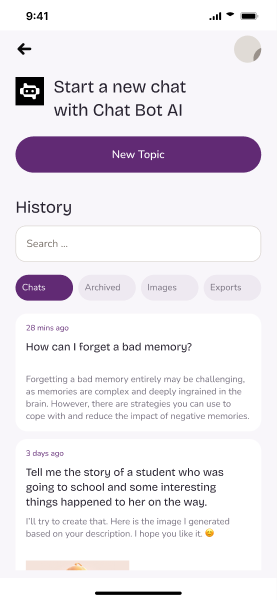 9:41
Start a new chat
with Chat Bot AI
New Topic
History
Search ...
Chats Archived Images Exports
28 mins ago
How can I forget a bad memory?
Forgetting a bad memory entirely may be challenging,
as memories are complex and deeply ingrained in the
brain. However, there are strategies you can use to
cope with and reduce the impact of negative memories.
3 days ago
Tell me the story of a student who was
going to school and some interesting
things happened to her on the way.
I'll try to create that. Here is the image I generated
based on your description. I hope you like it. 😊